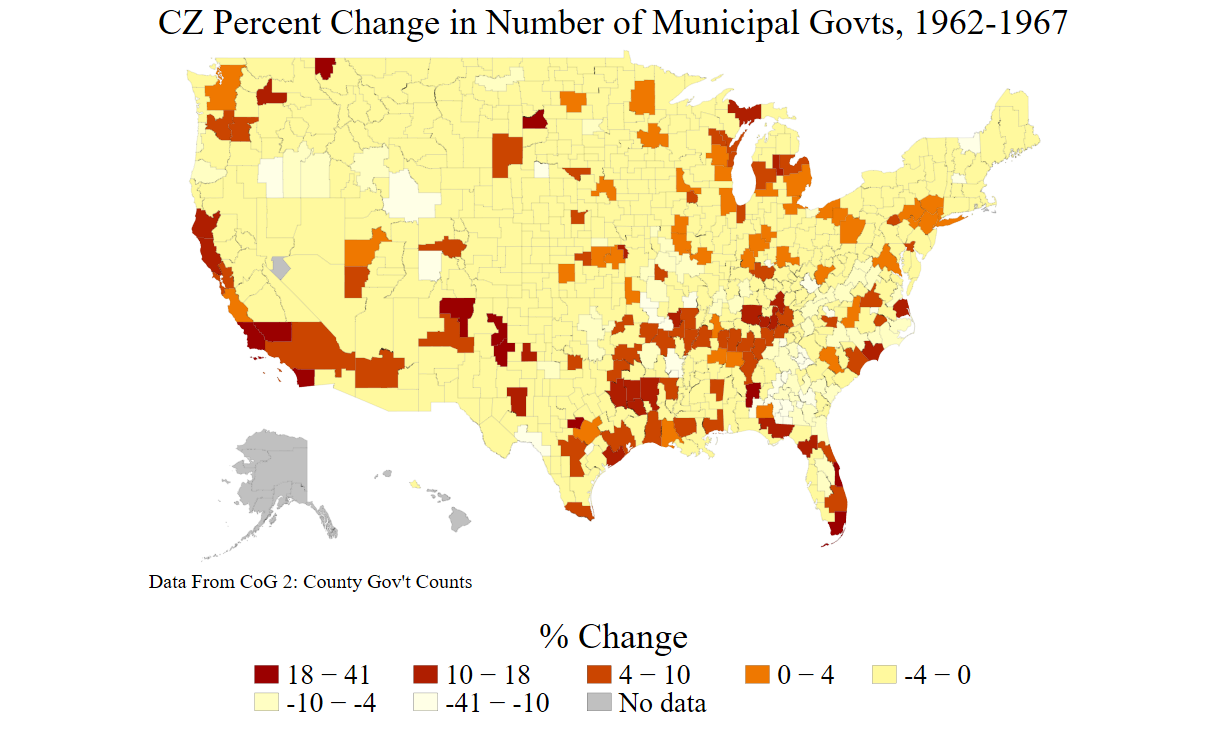 CZ Percent Change in Number of Municipal Govts, 1962-1967
Data From CoG 2: County Gov't Counts
% Change
18 − 41 10 − 18 4 − 10 0 − 4 -4 − 0
-10 − -4 -41 − -10 No data